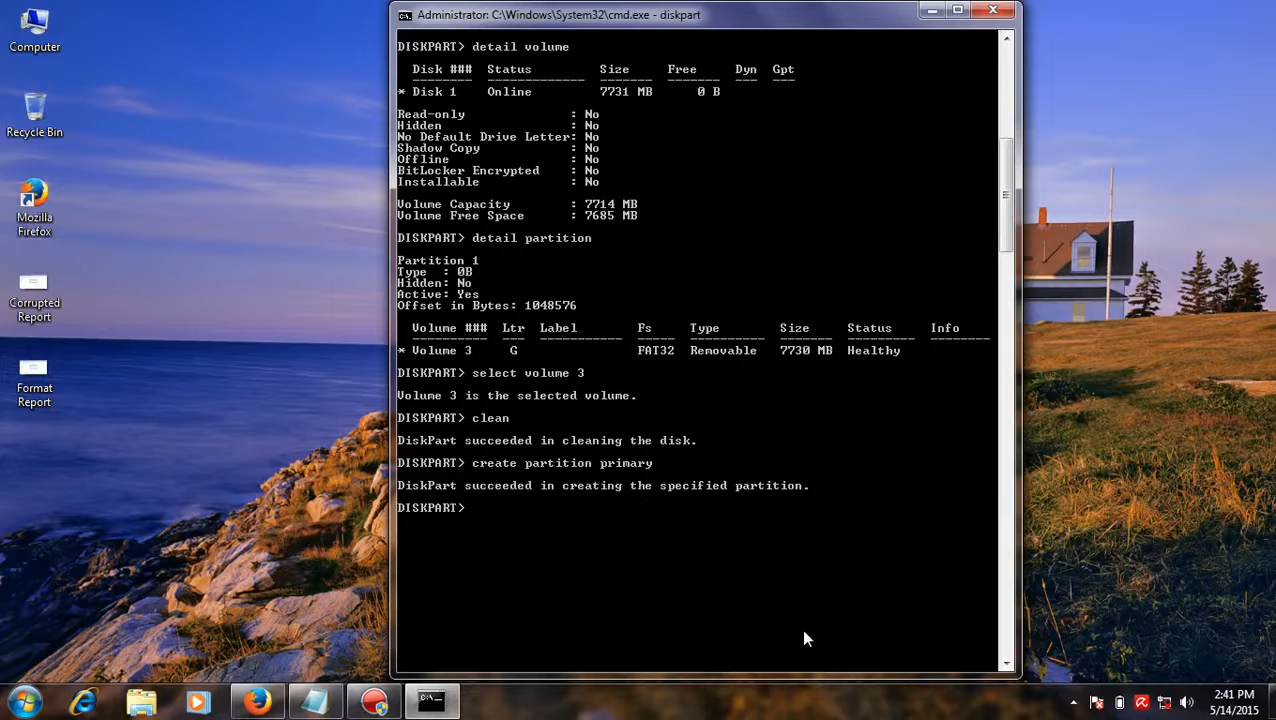 Administrator: C:\Windows\System32\cmd.exe - diskpart
Computer
Recycle Bin
Mozilla
Firefox
Corrupted
Report
Format
Report
DISKPART> detail volume
Disk ### Status Size Free Dyn Gpt
-------- ------------- ------- ------- --- ---
* Disk 1 Online 7731 MB 0 B
Read-only : No
Hidden : No
No Default Drive Letter: No
Shadow Copy : No
Offline : No
BitLocker Encrypted : No
Installable : No
Volume Capacity : 7714 MB
Volume Free Space : 7685 MB
DISKPART> detail partition
Partition 1
Type : 0B
Hidden: No
Active: Yes
Offset in Bytes: 1048576
Volume ### Ltr Label Fs Type Size Status Info
---------- --- ----------- ----- ---------- ------- --------- --------
* Volume 3 G FAT32 Removable 7730 MB Healthy
DISKPART> select volume 3
Volume 3 is the selected volume.
DISKPART> clean
DiskPart succeeded in cleaning the disk.
DISKPART> create partition primary
DiskPart succeeded in creating the specified partition.
DISKPART>
2:41 PM
5/14/2015